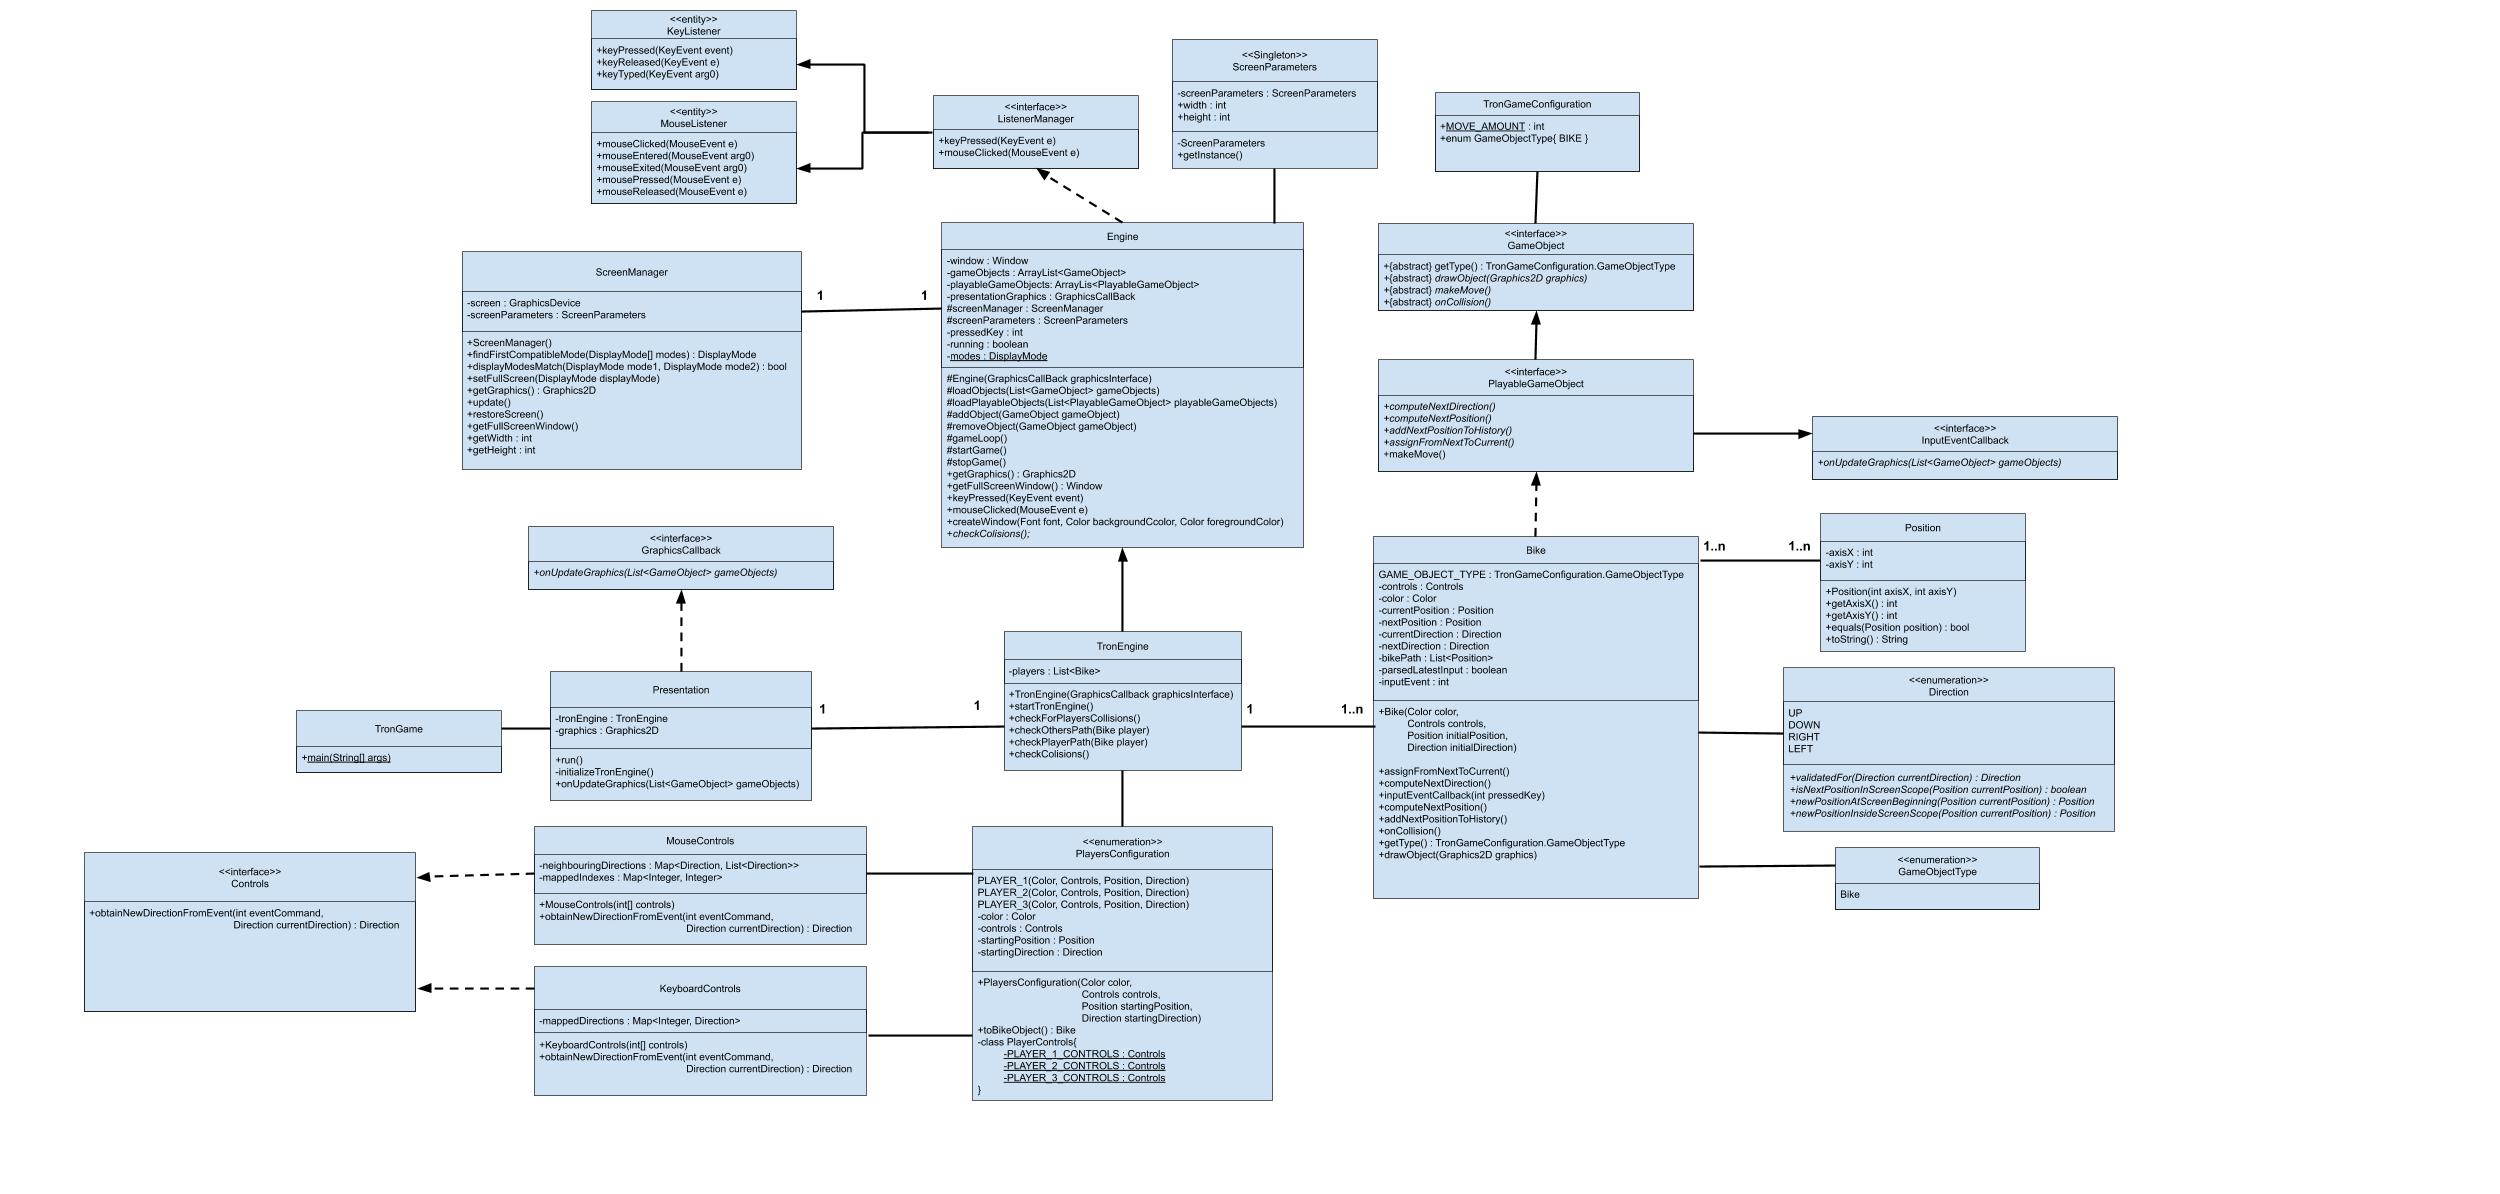 <<entity>>
KeyListener
+keyPressed(KeyEvent event)
+keyReleased(KeyEvent e)
+keyTyped(KeyEvent arg0)
<<entity>>
MouseListener
+mouseClicked(MouseEvent e)
+mouseEntered(MouseEvent arg0)
+mouseExited(MouseEvent arg0)
+mousePressed(MouseEvent e)
+mouseReleased(MouseEvent e)
<<interface>>
ListenerManager
+keyPressed(KeyEvent e)
+mouseClicked(MouseEvent e)
<<Singleton>>
ScreenParameters
-screenParameters : ScreenParameters
+width : int
+height : int
-ScreenParameters
+getInstance()
TronGameConfiguration
+MOVE_AMOUNT : int
+enum GameObjectType{ BIKE }
ScreenManager
-screen : GraphicsDevice
-screenParameters : ScreenParameters
+ScreenManager()
+findFirstCompatibleMode(DisplayMode[] modes) : DisplayMode
+displayModesMatch(DisplayMode mode1, DisplayMode mode2) : bool
+setFullScreen(DisplayMode displayMode)
+getGraphics() : Graphics2D
+update()
+restoreScreen()
+getFullScreenWindow()
+getWidth : int
+getHeight : int
1
1
Engine
-window : Window
-gameObjects : ArrayList<GameObject>
-playableGameObjects: ArrayLis<PlayableGameObject>
-presentationGraphics : GraphicsCallBack
#screenManager : ScreenManager
#screenParameters : ScreenParameters
-pressedKey : int
-running : boolean
-modes : DisplayMode
#Engine(GraphicsCallBack graphicsInterface)
#loadObjects(List<GameObject> gameObjects)
#loadPlayableObjects(List<PlayableGameObject> playableGameObjects)
#addObject(GameObject gameObject)
#removeObject(GameObject gameObject)
#gameLoop()
#startGame()
#stopGame()
+getGraphics() : Graphics2D
+getFullScreenWindow() : Window
+keyPressed(KeyEvent event)
+mouseClicked(MouseEvent e)
+createWindow(Font font, Color backgroundCcolor, Color foregroundColor)
+checkColisions();
<<interface>>
GameObject
+{abstract} getType() : TronGameConfiguration.GameObjectType
+{abstract} drawObject(Graphics2D graphics)
+{abstract} makeMove()
+{abstract} onCollision()
<<interface>>
PlayableGameObject
+computeNextDirection()
+computeNextPosition()
+addNextPositionToHistory()
+assignFromNextToCurrent()
+makeMove()
<<interface>>
InputEventCallback
+onUpdateGraphics(List<GameObject> gameObjects)
<<interface>>
GraphicsCallback
+onUpdateGraphics(List<GameObject> gameObjects)
Bike
GAME_OBJECT_TYPE : TronGameConfiguration.GameObjectType
-controls : Controls
-color : Color
-currentPosition : Position
-nextPosition : Position
-currentDirection : Direction
-nextDirection : Direction
-bikePath : List<Position>
-parsedLatestInput : boolean
-inputEvent : int
+Bike(Color color,
Controls controls,
Position initialPosition,
Direction initialDirection)
+assignFromNextToCurrent()
+computeNextDirection()
+inputEventCallback(int pressedKey)
+computeNextPosition()
+addNextPositionToHistory()
+onCollision()
+getType() : TronGameConfiguration.GameObjectType
+drawObject(Graphics2D graphics)
1..n
1..n
Position
-axisX : int
-axisY : int
+Position(int axisX, int axisY)
+getAxisX() : int
+getAxisY() : int
+equals(Position position) : bool
+toString() : String
<<enumeration>>
Direction
UP
DOWN
RIGHT
LEFT
+validatedFor(Direction currentDirection) : Direction
+isNextPositionInScreenScope(Position currentPosition) : boolean
+newPositionAtScreenBeginning(Position currentPosition) : Position
+newPositionInsideScreenScope(Position currentPosition) : Position
<<enumeration>>
GameObjectType
Bike
TronGame
+main(String[] args)
Presentation
-tronEngine : TronEngine
-graphics : Graphics2D
+run()
-initializeTronEngine()
+onUpdateGraphics(List<GameObject> gameObjects)
1
1
TronEngine
-players : List<Bike>
+TronEngine(GraphicsCallback graphicsInterface)
+startTronEngine()
+checkForPlayersCollisions()
+checkOthersPath(Bike player)
+checkPlayerPath(Bike player)
+checkColisions()
1
1..n
<<interface>>
Controls
+obtainNewDirectionFromEvent(int eventCommand,
Direction currentDirection) : Direction
MouseControls
-neighbouringDirections : Map<Direction, List<Direction>>
-mappedIndexes : Map<Integer, Integer>
+MouseControls(int[] controls)
+obtainNewDirectionFromEvent(int eventCommand,
Direction currentDirection) : Direction
KeyboardControls
-mappedDirections : Map<Integer, Direction>
+KeyboardControls(int[] controls)
+obtainNewDirectionFromEvent(int eventCommand,
Direction currentDirection) : Direction
<<enumeration>>
PlayersConfiguration
PLAYER_1(Color, Controls, Position, Direction)
PLAYER_2(Color, Controls, Position, Direction)
PLAYER_3(Color, Controls, Position, Direction)
-color : Color
-controls : Controls
-startingPosition : Position
-startingDirection : Direction
+PlayersConfiguration(Color color,
Controls controls,
Position startingPosition,
Direction startingDirection)
+toBikeObject() : Bike
-class PlayerControls{
-PLAYER_1_CONTROLS : Controls
-PLAYER_2_CONTROLS : Controls
-PLAYER_3_CONTROLS : Controls
}